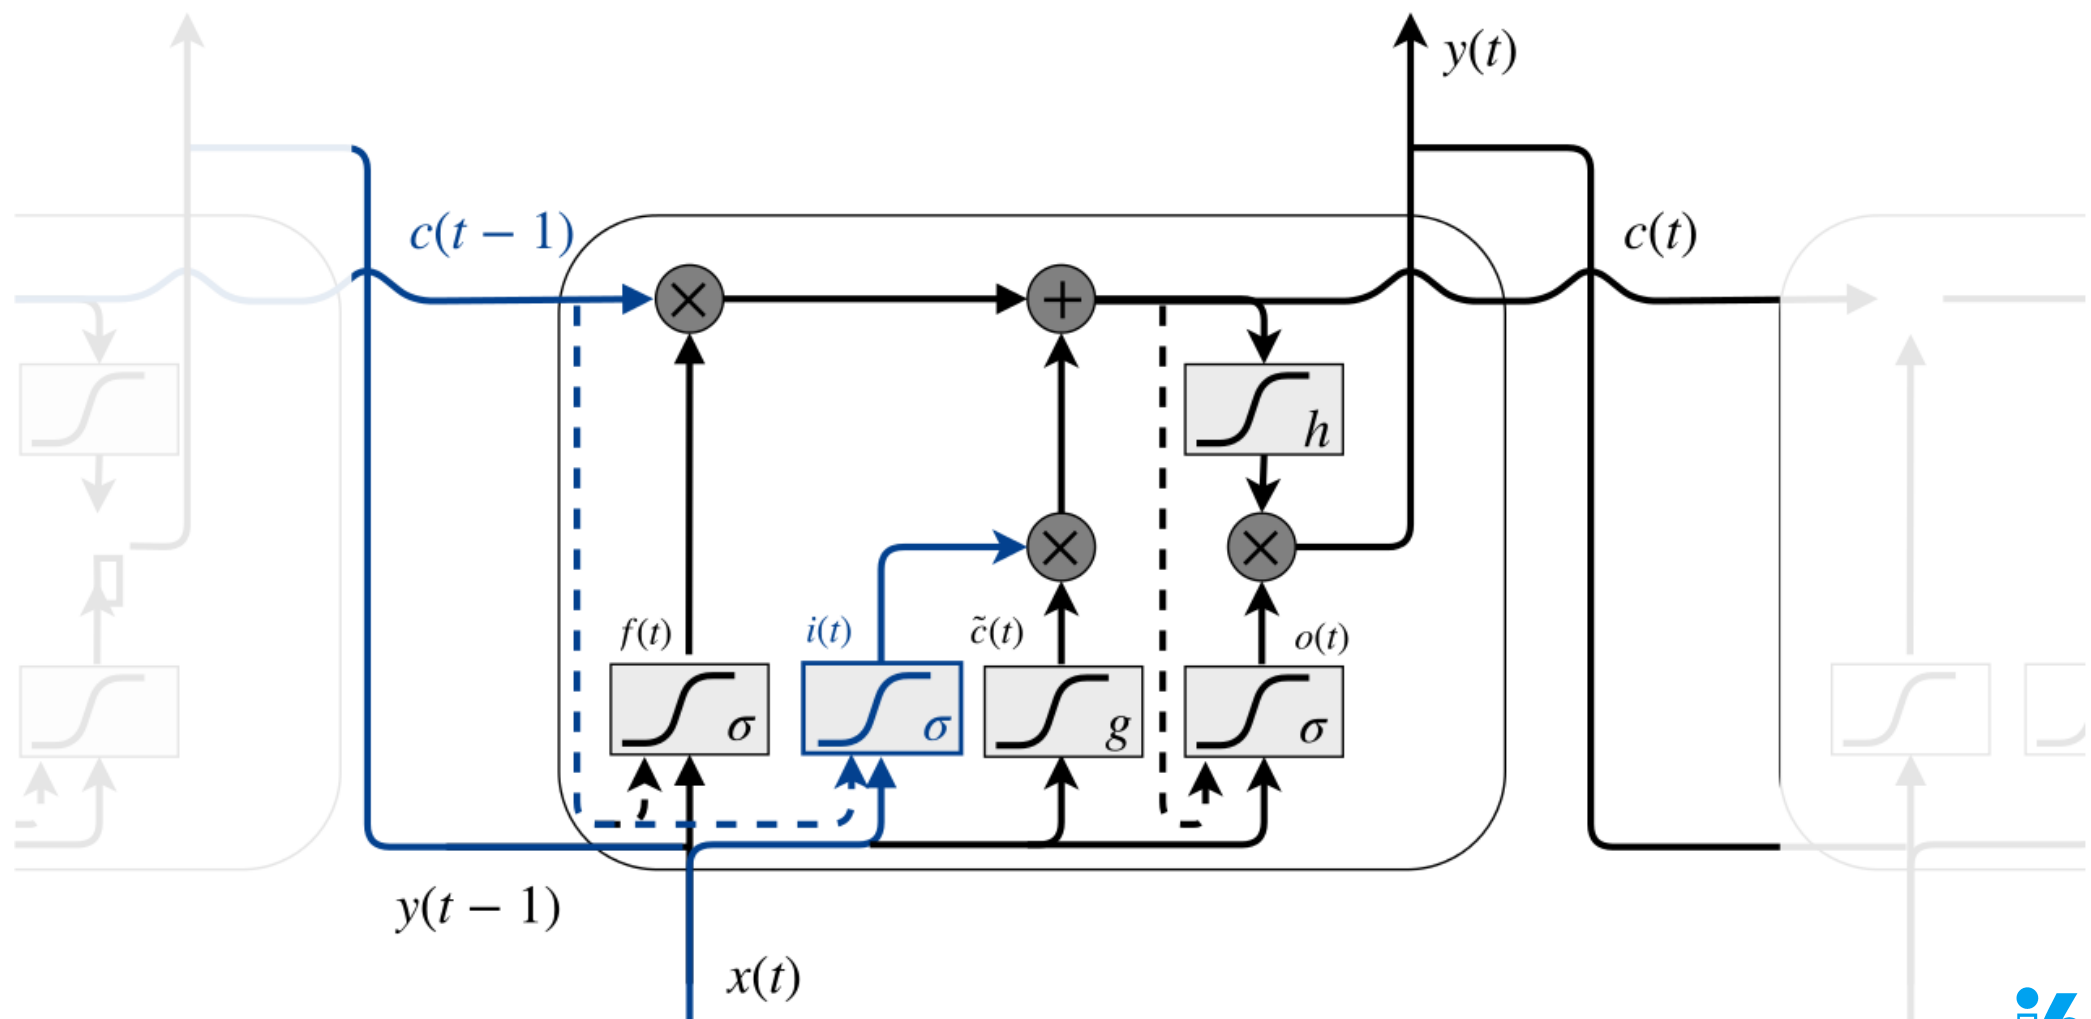 y(t)
c(t − 1)
c(t)
h
f(t)
i(t)
c̃(t)
o(t)
σ
σ
g
σ
y(t − 1)
x(t)